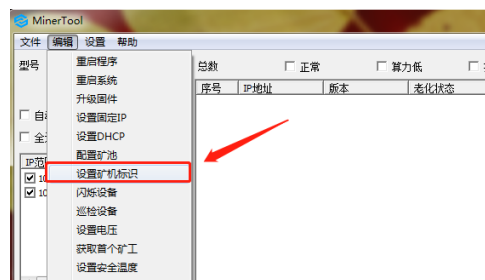 MinerTool
文件 编辑 设置 帮助
型号
重启程序
总数
正常
算力低
重启系统
序号 IP地址 版本 老化状态
升级固件
设置固定IP
设置DHCP
配置矿池
IP范
设置矿机标识
闪烁设备
巡检设备
设置电压
获取首个矿工
设置安全温度